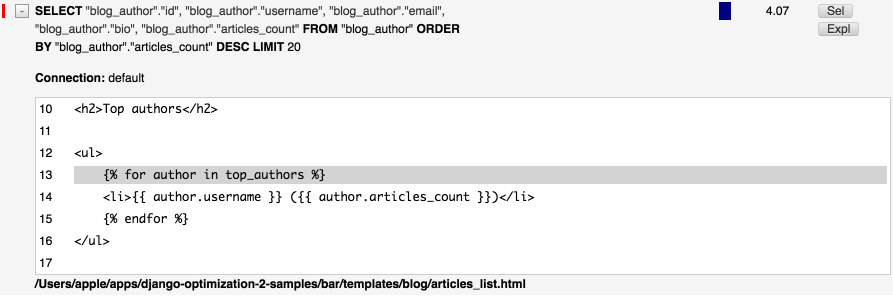 - SELECT "blog_author"."id", "blog_author"."username", "blog_author"."email", 4.07 Sel
"blog_author"."bio", "blog_author"."articles_count" FROM "blog_author" ORDER Expl
BY "blog_author"."articles_count" DESC LIMIT 20
Connection: default
10 <h2>Top authors</h2>
11
12 <ul>
13 {% for author in top_authors %}
14 <li>{{ author.username }} ({{ author.articles_count }})</li>
15 {% endfor %}
16 </ul>
17
/Users/apple/apps/django-optimization-2-samples/bar/templates/blog/articles_list.html